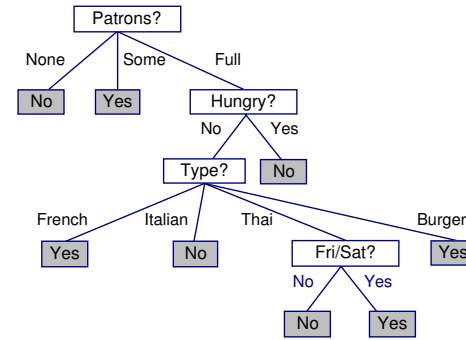 Patrons?
None Some Full
No Yes Hungry?
No Yes
Type? No
French Italian Thai Burger
Yes No Fri/Sat? Yes
No Yes
No Yes